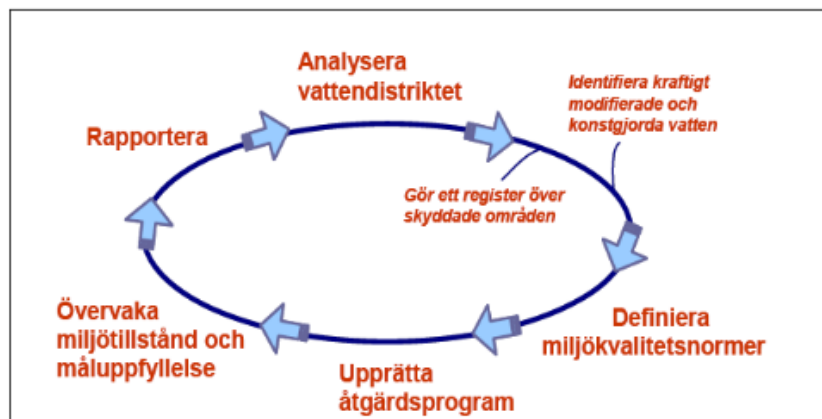 Analysera
vattendistriktet
Identifiera kraftigt
modifierade och
konstgjorda vatten
Rapportera
Gör ett register över
skyddade områden
Övervaka
miljötillstånd och
måluppfyllelse
Definiera
miljökvalitetsnormer
Upprätta
åtgärdsprogram